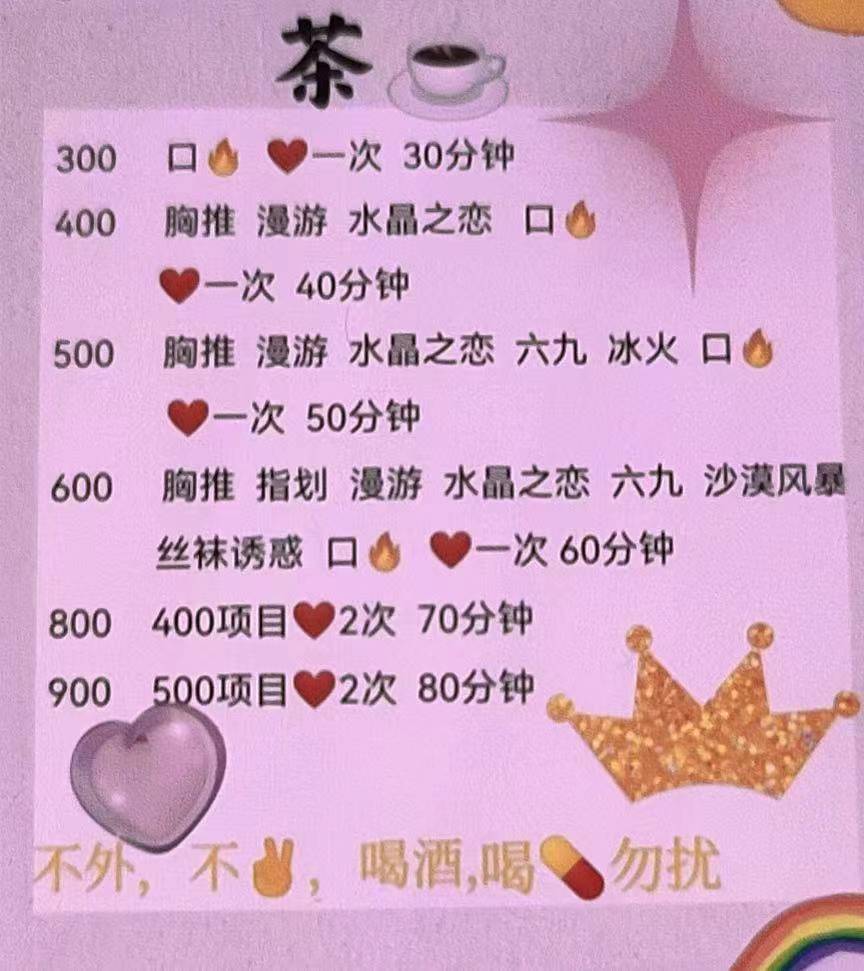 茶
300 口🔥 ❤️一次 30分钟
400 胸推 漫游 水晶之恋 口🔥
❤️一次 40分钟
500 胸推 漫游 水晶之恋 六九 冰火 口🔥
❤️一次 50分钟
600 胸推 指划 漫游 水晶之恋 六九 沙漠风暴
丝袜诱惑 口🔥 ❤️一次 60分钟
800 400项目❤️2次 70分钟
900 500项目❤️2次 80分钟
不外，不✌️，喝酒,喝💊勿扰